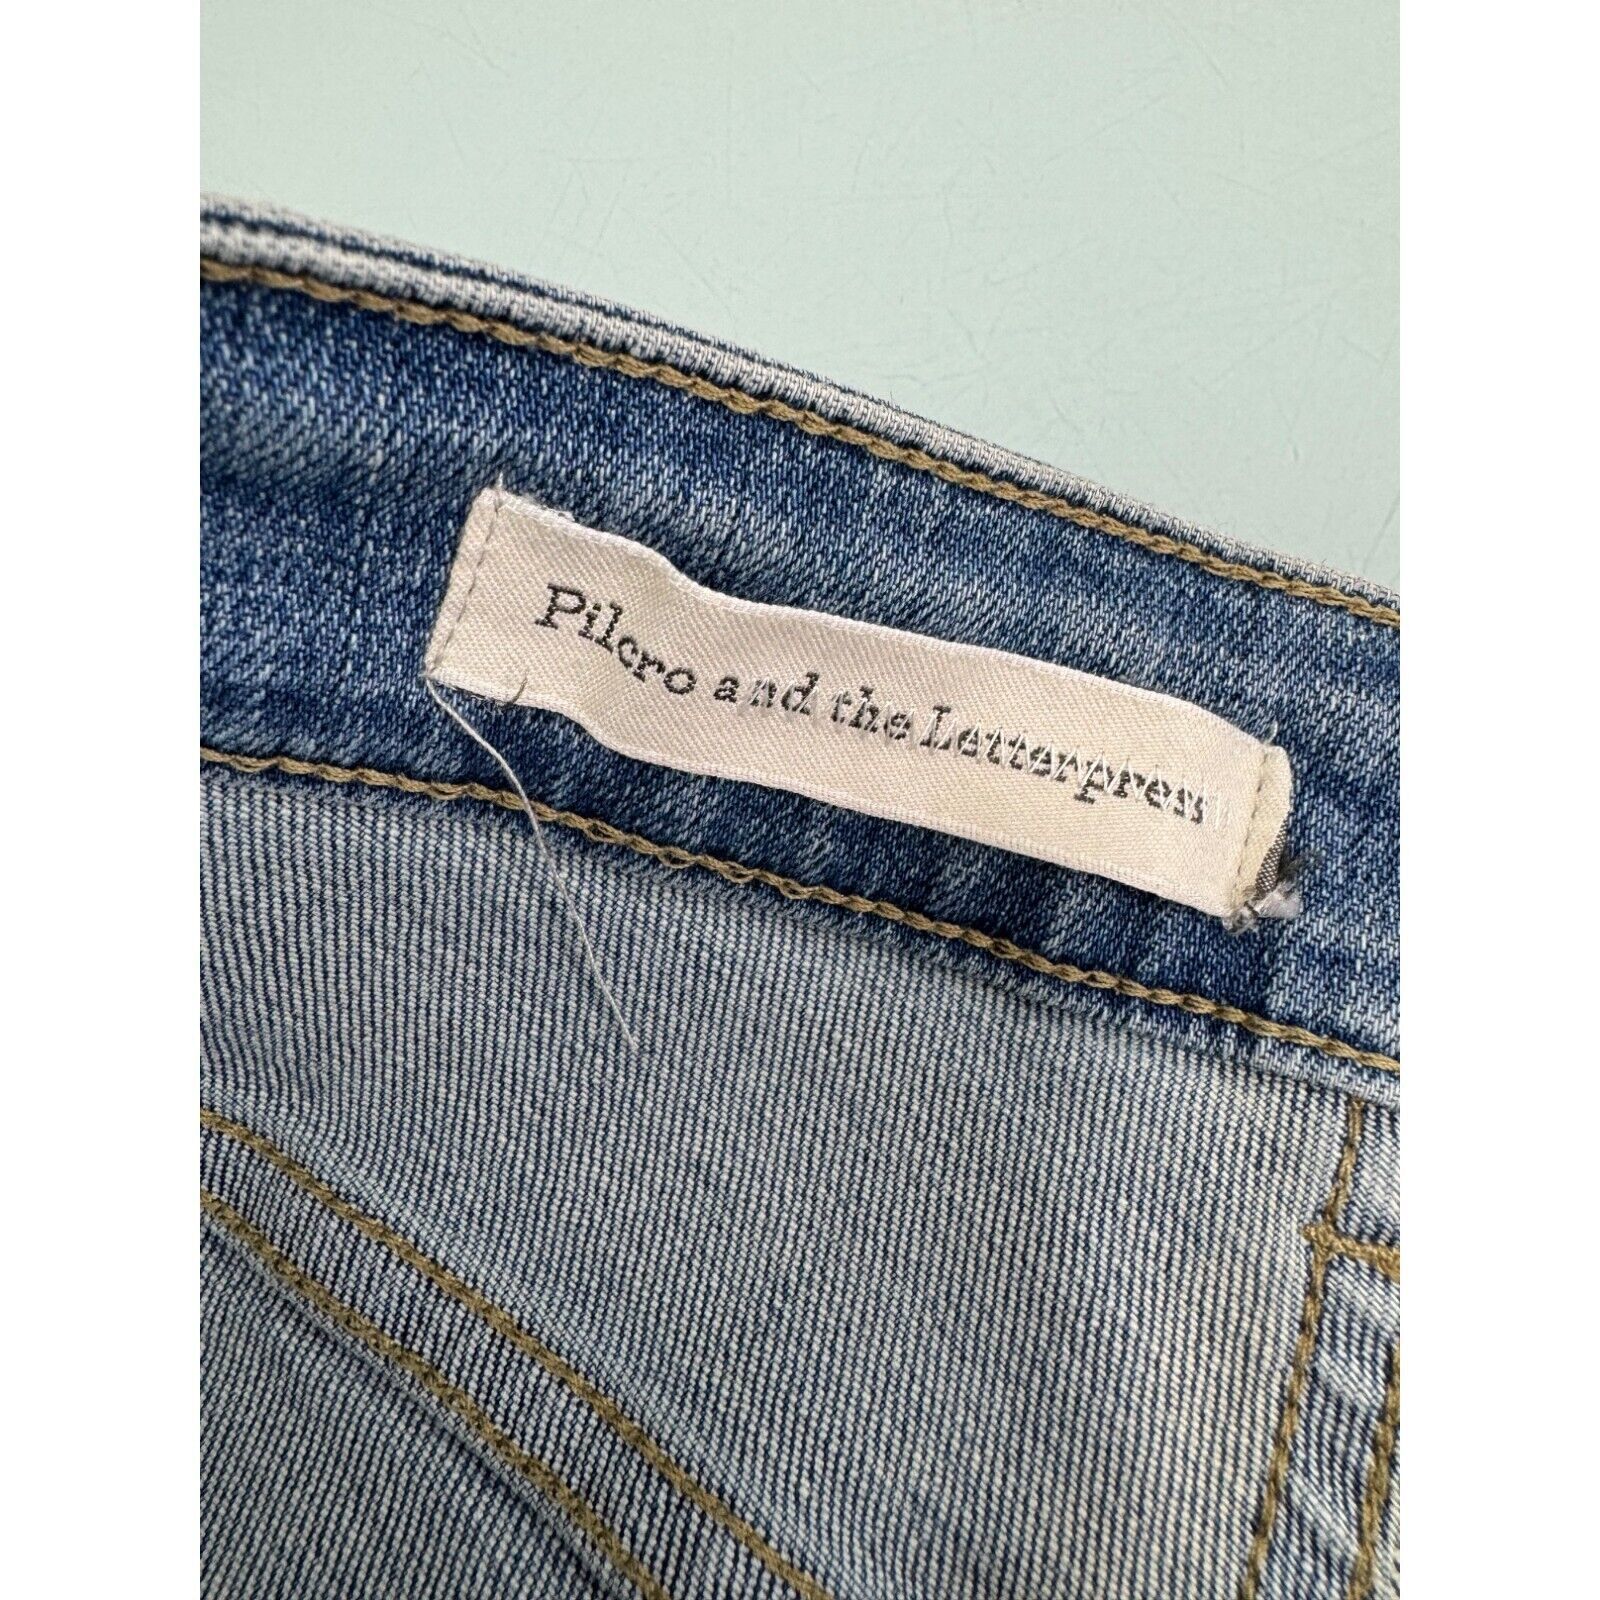 Pilcro and the Letterpress